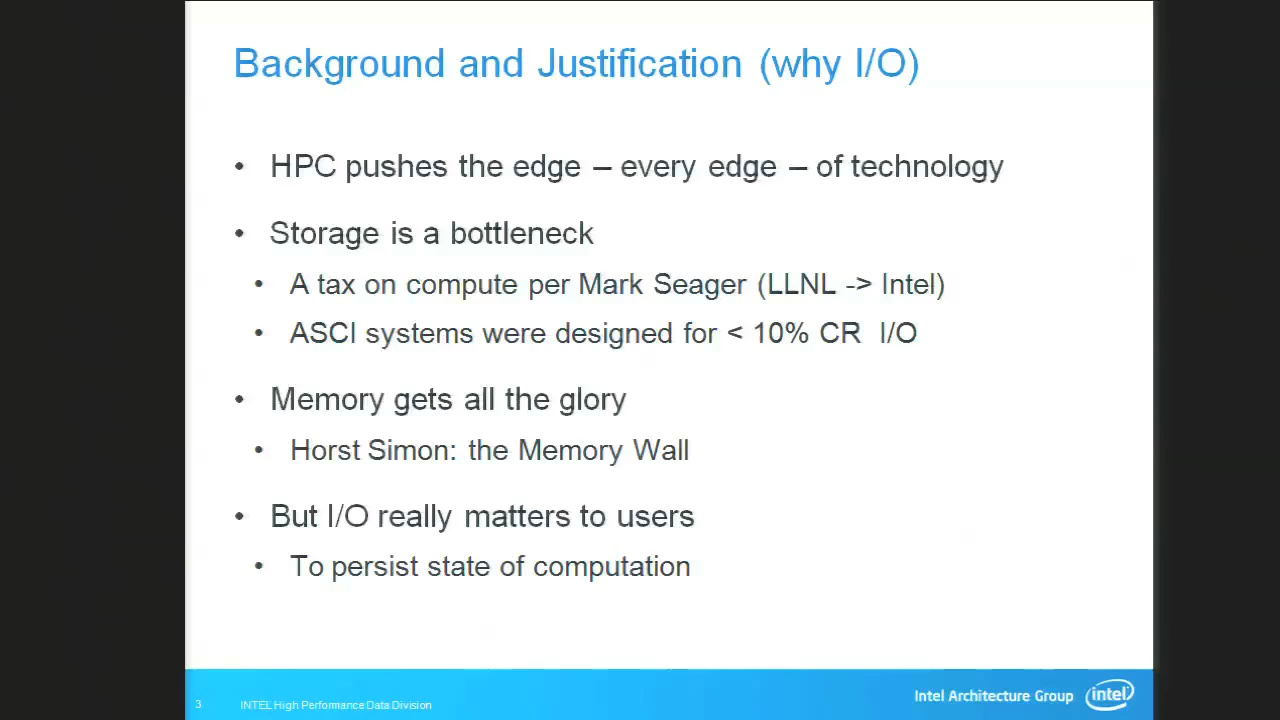 Background and Justification (why I/O)
• HPC pushes the edge – every edge – of technology
• Storage is a bottleneck
• A tax on compute per Mark Seager (LLNL -> Intel)
• ASCI systems were designed for < 10% CR I/O
• Memory gets all the glory
• Horst Simon: the Memory Wall
• But I/O really matters to users
• To persist state of computation
3 INTEL High Performance Data Division
Intel Architecture Group intel